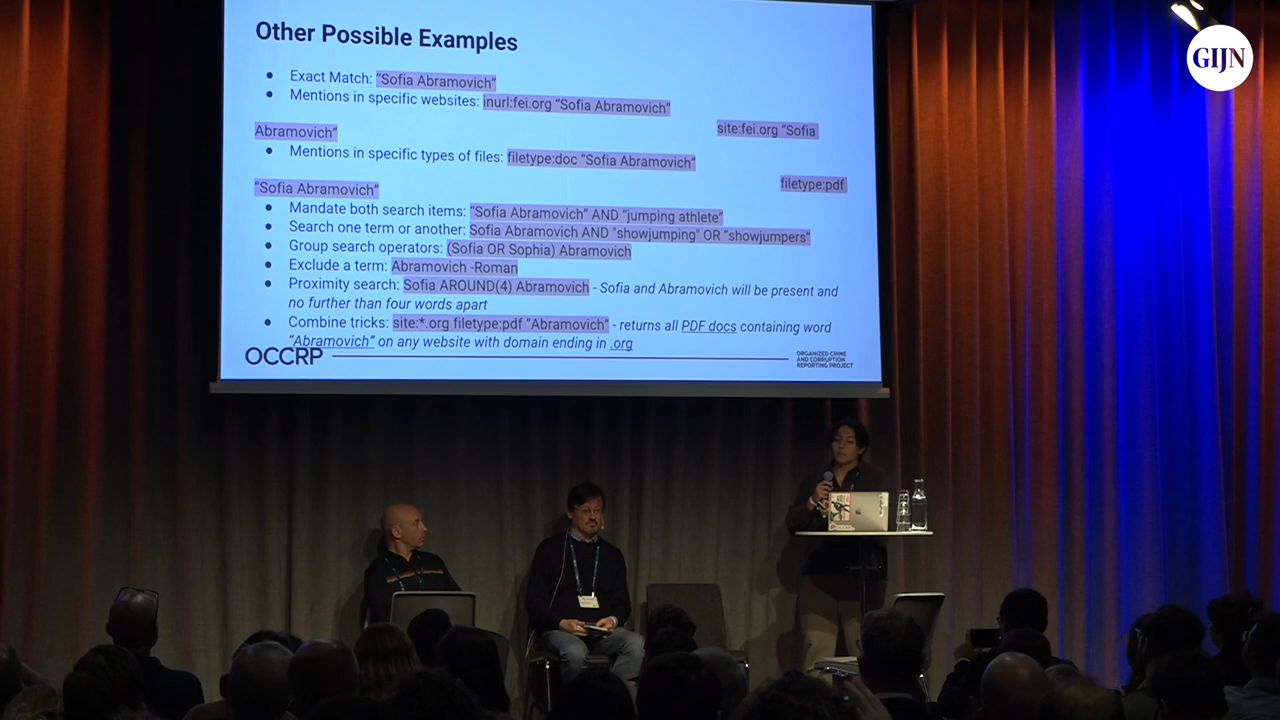 Other Possible Examples
GIJN
● Exact Match: “Sofia Abramovich”
● Mentions in specific websites: inurl:fei.org “Sofia Abramovich”
site:fei.org “Sofia
Abramovich”
● Mentions in specific types of files: filetype:doc “Sofia Abramovich”
filetype:pdf
“Sofia Abramovich”
● Mandate both search items: “Sofia Abramovich” AND “jumping athlete”
● Search one term or another: Sofia Abramovich AND "showjumping" OR “showjumpers”
● Group search operators: (Sofia OR Sophia) Abramovich
● Exclude a term: Abramovich -Roman
● Proximity search: Sofia AROUND(4) Abramovich - Sofia and Abramovich will be present and
no further than four words apart
● Combine tricks: site:*.org filetype:pdf “Abramovich” - returns all PDF docs containing word
“Abramovich” on any website with domain ending in .org
OCCRP
ORGANIZED CRIME
AND CORRUPTION
REPORTING PROJECT